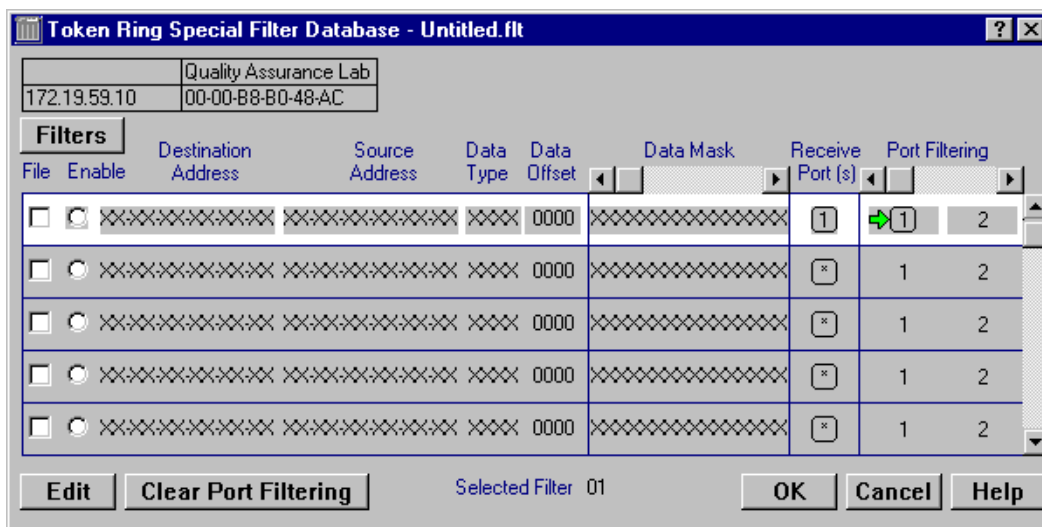 Token Ring Special Filter Database - Untitled.flt ? ×
Quality Assurance Lab
172.19.59.10 00-00-B8-B0-48-AC
Filters
File Enable Destination Address Source Address Data Type Data Offset Data Mask Receive Port (s) Port Filtering
XX-XX-XX-XX-XX-XX XX-XX-XX-XX-XX-XX XXXX 0000 XXXXXXXXXXXXXX 1 1 2
XX-XX-XX-XX-XX-XX XX-XX-XX-XX-XX-XX XXXX 0000 XXXXXXXXXXXXXX * 1 2
XX-XX-XX-XX-XX-XX XX-XX-XX-XX-XX-XX XXXX 0000 XXXXXXXXXXXXXX * 1 2
XX-XX-XX-XX-XX-XX XX-XX-XX-XX-XX-XX XXXX 0000 XXXXXXXXXXXXXX * 1 2
XX-XX-XX-XX-XX-XX XX-XX-XX-XX-XX-XX XXXX 0000 XXXXXXXXXXXXXX * 1 2
Edit Clear Port Filtering Selected Filter 01 OK Cancel Help